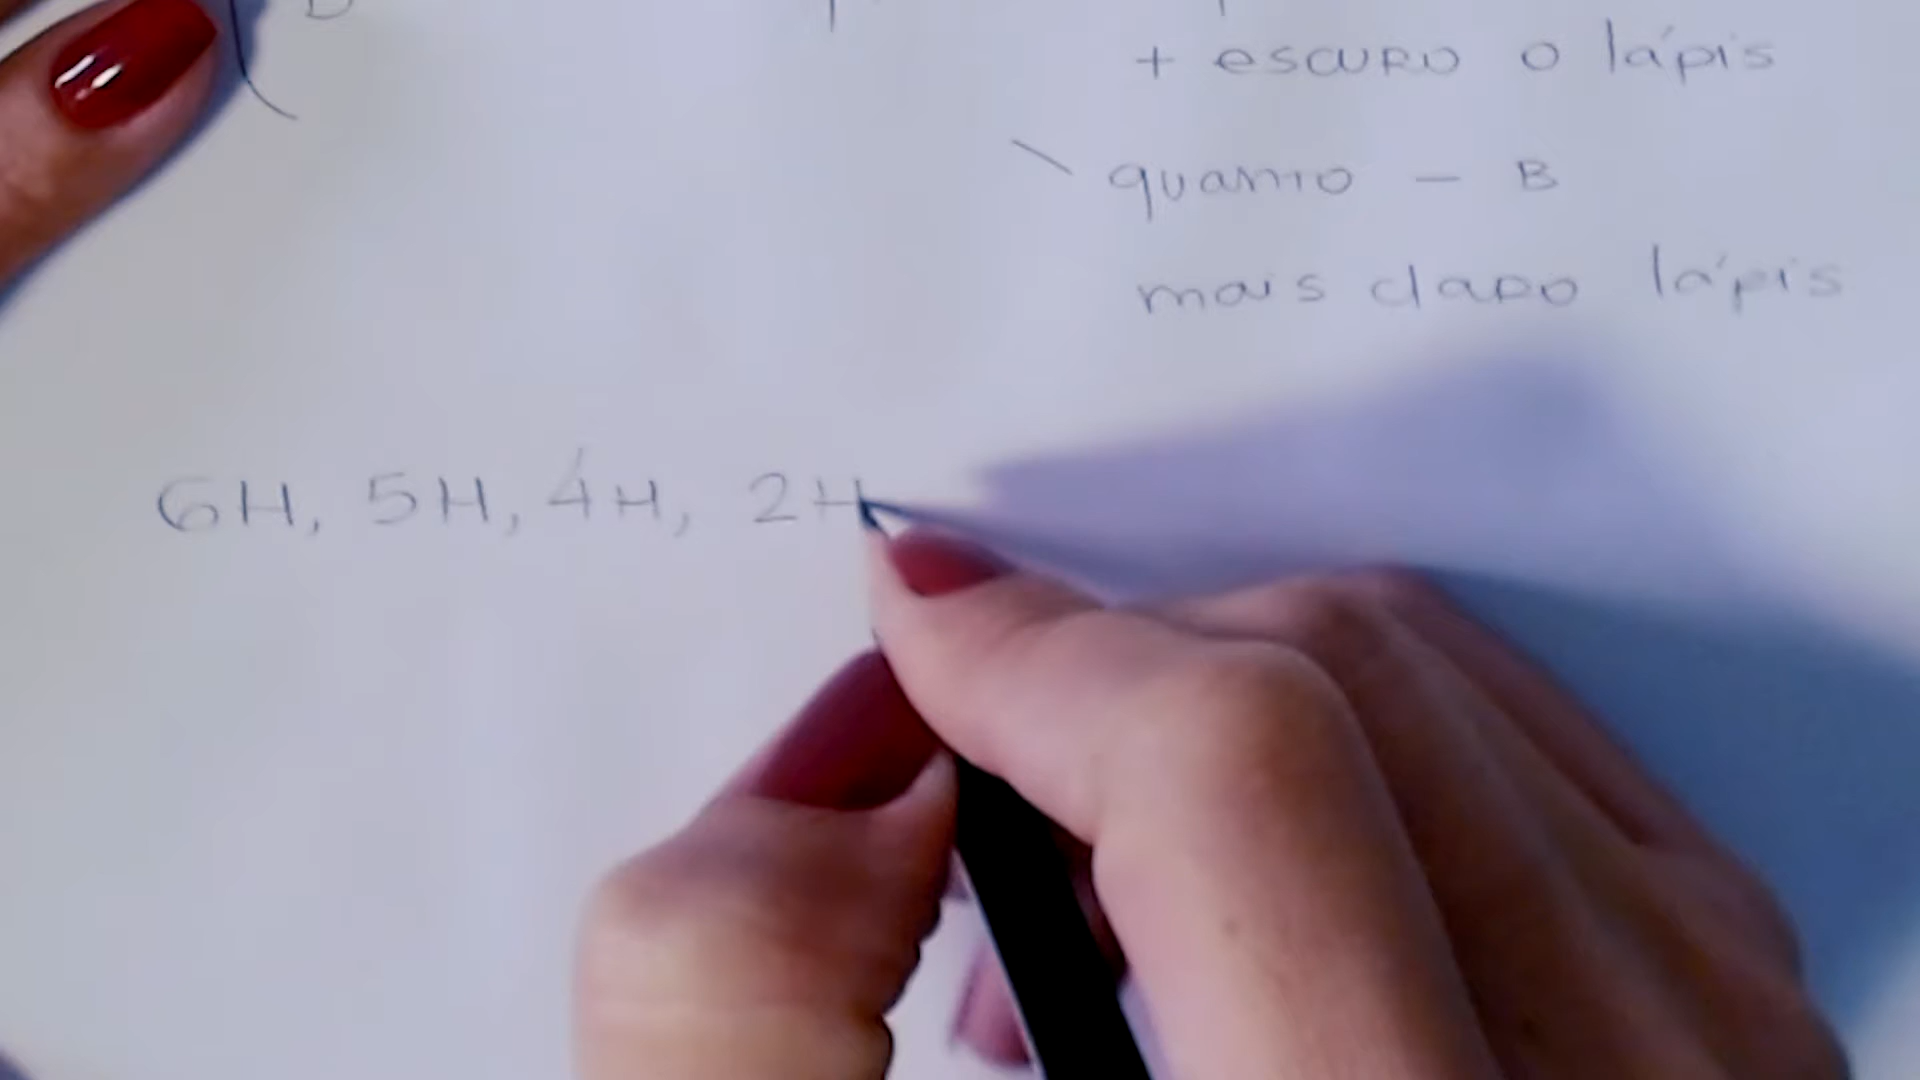 + escuro o lápis
quanto - B
mais claro lápis
6H, 5H, 4H, 2H